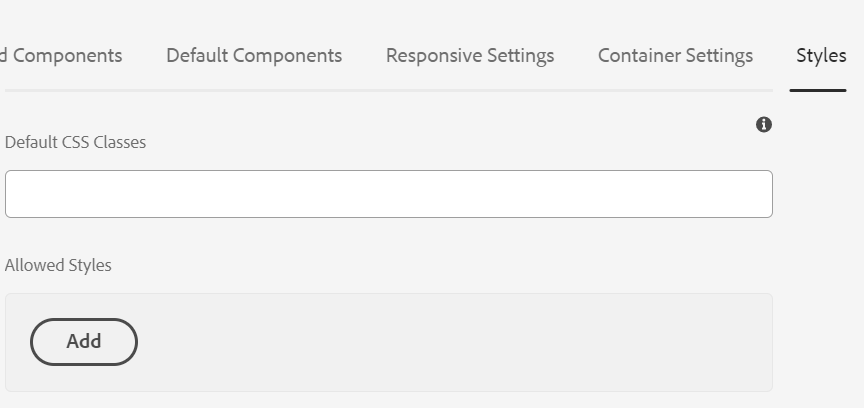 Components Default Components Responsive Settings Container Settings Styles
Default CSS Classes
Allowed Styles
Add